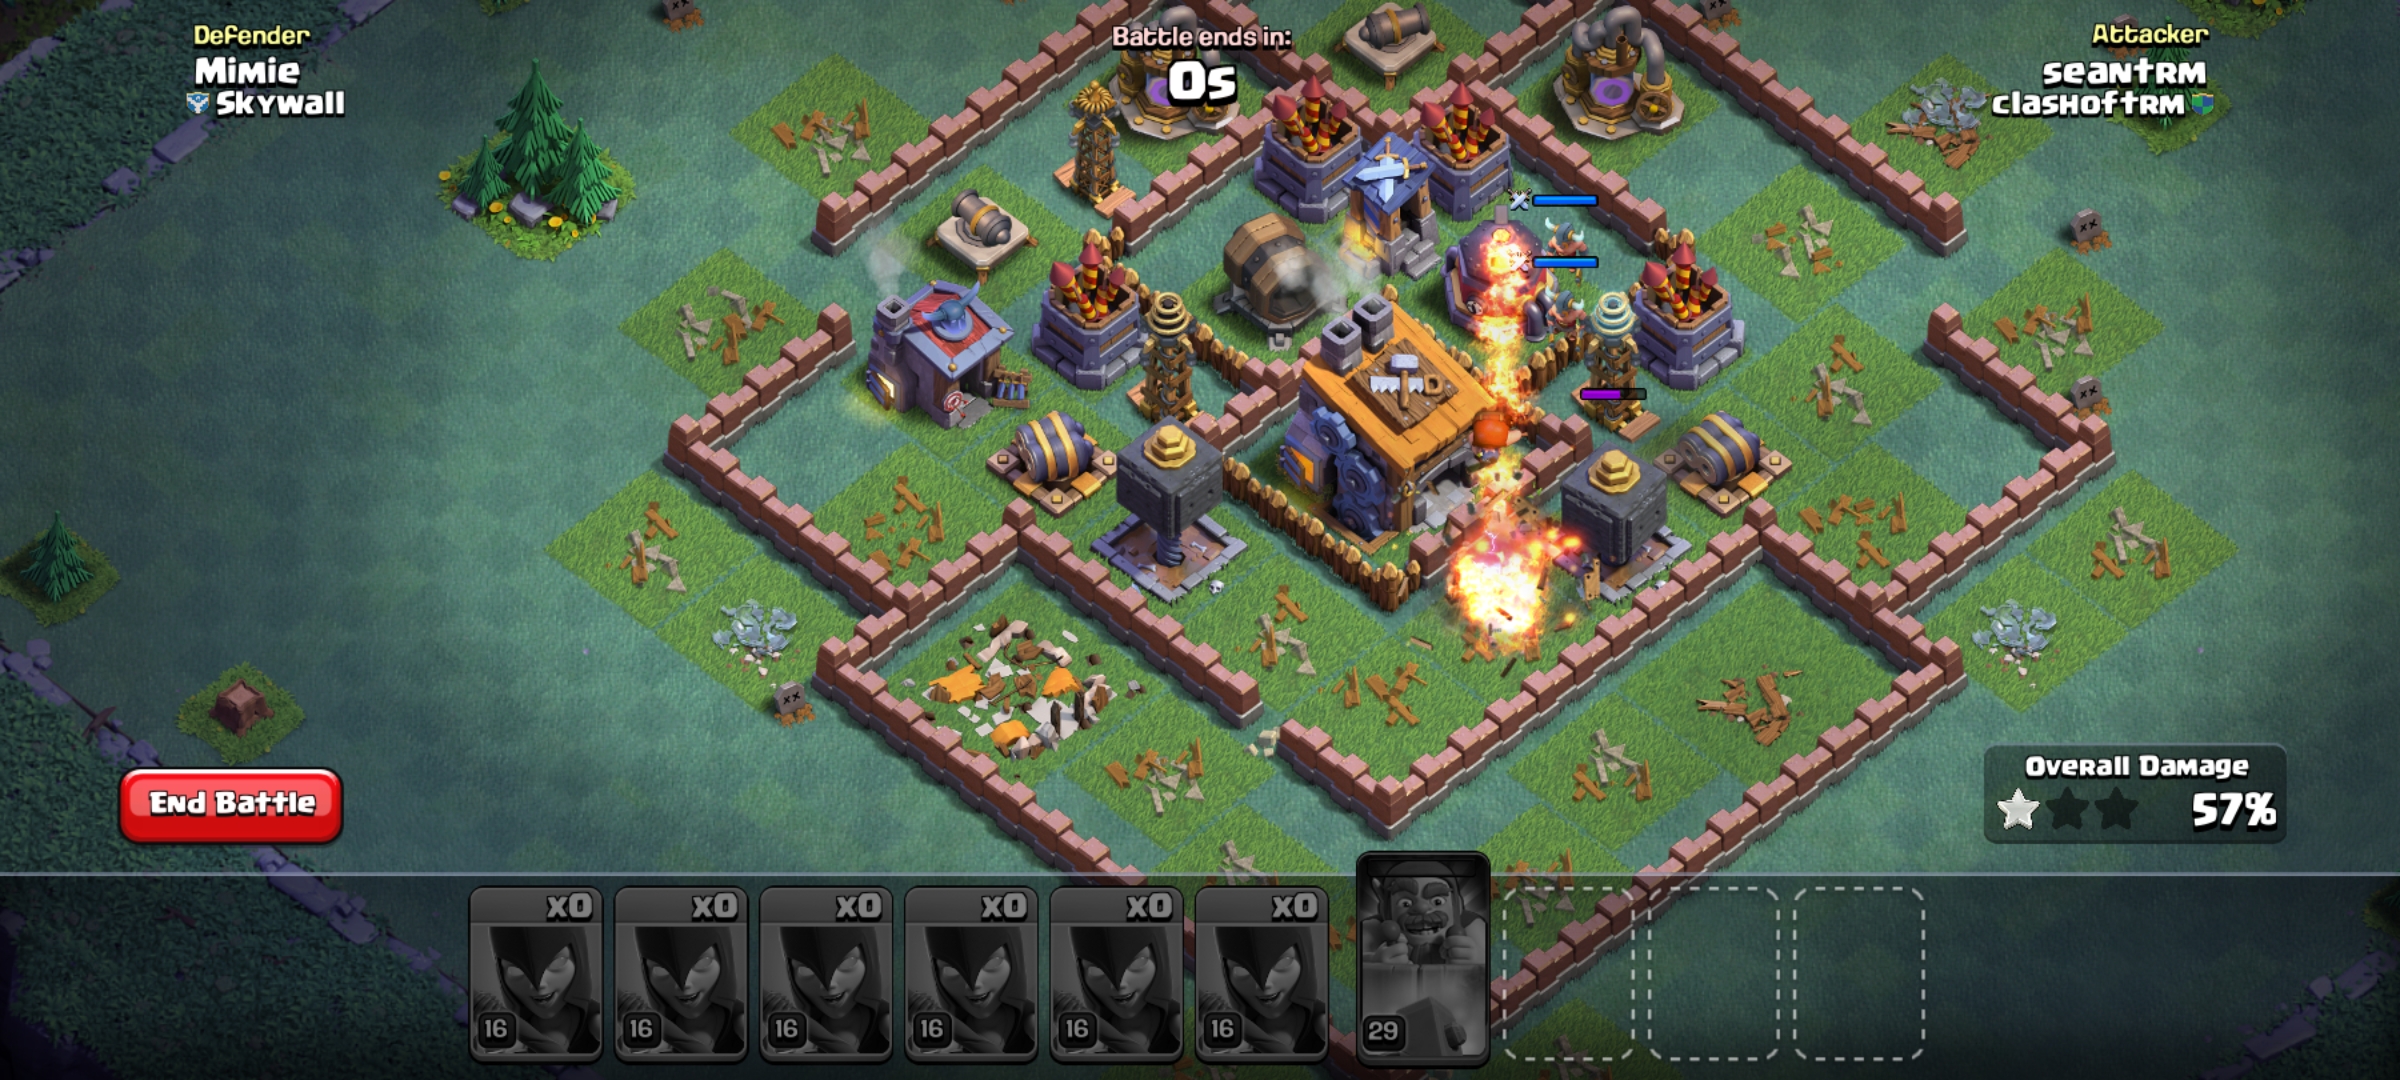 Defender
Mimie
Skywall
Battle ends in:
0s
Attacker
seantRM
clashoftRM
End Battle
Overall Damage
57%
x0
x0
x0
x0
x0
x0
16
16
16
16
16
16
29